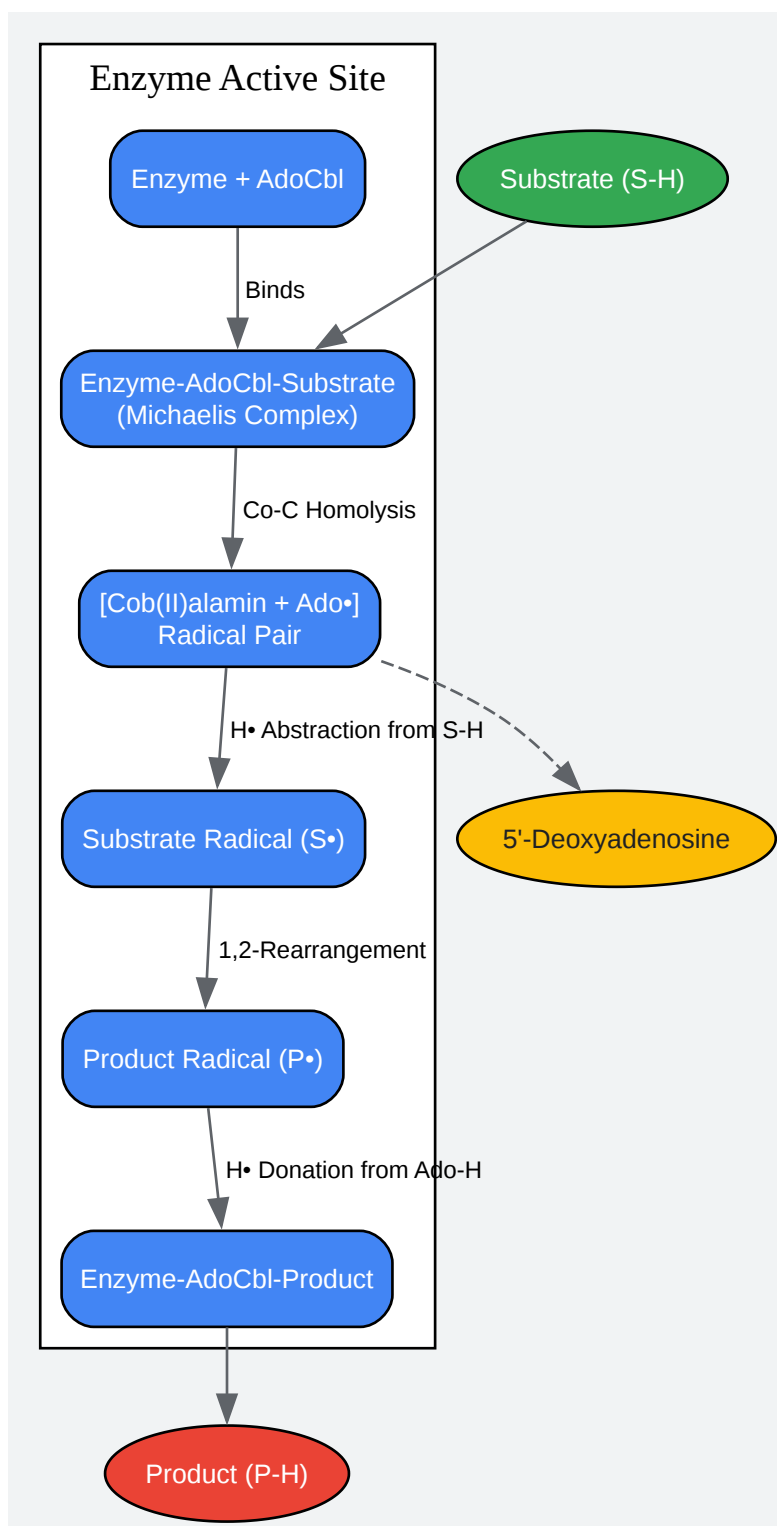 Enzyme Active Site
Enzyme + AdoCbl
Substrate (S-H)
Binds
Enzyme-AdoCbl-Substrate
(Michaelis Complex)
Co-C Homolysis
[Cob(II)alamin + Ado•]
Radical Pair
H• Abstraction from S-H
Substrate Radical (S•)
5'-Deoxyadenosine
1,2-Rearrangement
Product Radical (P•)
H• Donation from Ado-H
Enzyme-AdoCbl-Product
Product (P-H)